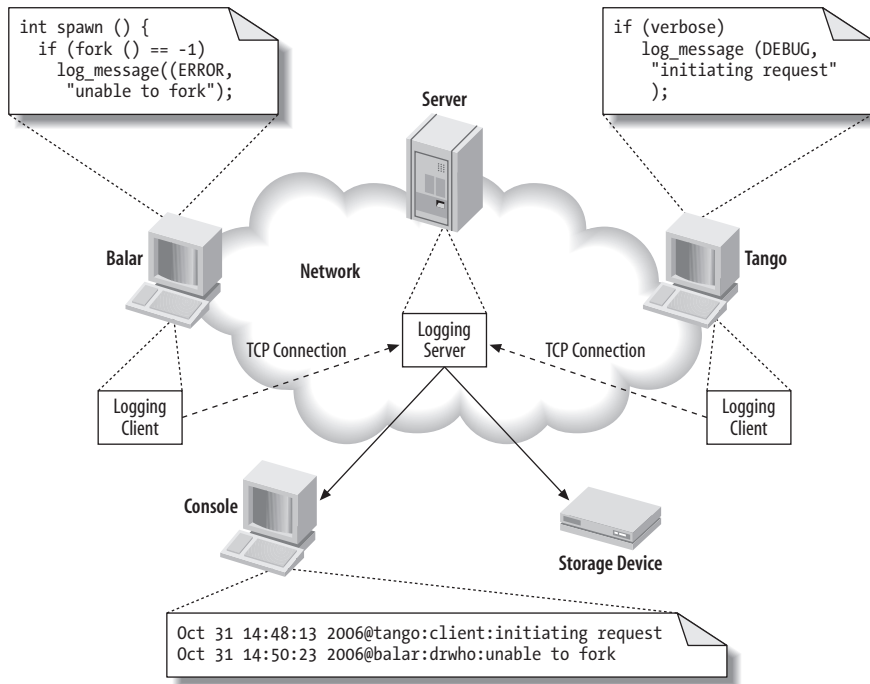 int spawn () {
if (fork () == -1)
log_message((ERROR,
"unable to fork");
if (verbose)
log_message (DEBUG,
"initiating request"
);
Server
Balar
Network
Tango
TCP Connection
Logging
Server
TCP Connection
Logging
Client
Logging
Client
Console
Storage Device
Oct 31 14:48:13 2006@tango:client:initiating request
Oct 31 14:50:23 2006@balar:drwho:unable to fork